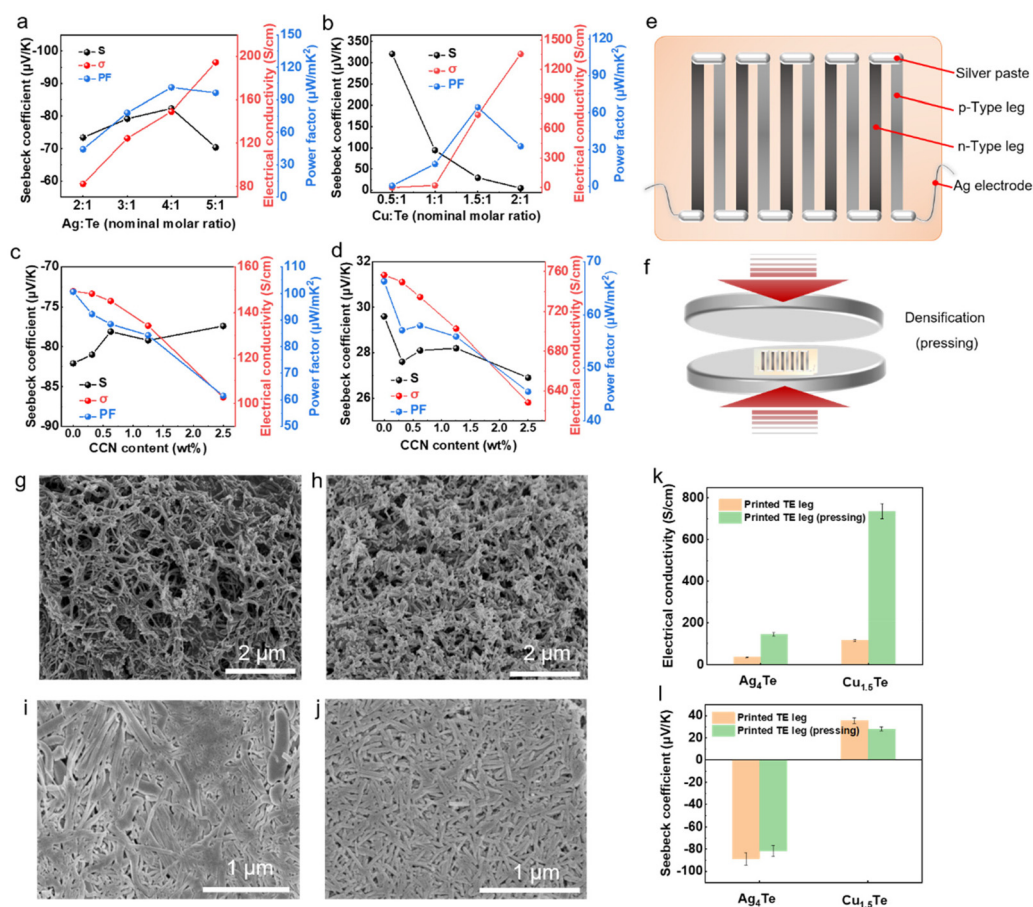 a
Seebeck coefficient (μV/K)
-100
-90
-80
-70
-60
S
σ
PF
2:1 3:1 4:1 5:1
Ag:Te (nominal molar ratio)
200
160
120
80
Electrical conductivity (S/cm)
150
120
90
60
30
0
Power factor (μW/mK²)
b
Seebeck coefficient (μV/K)
350
300
250
200
150
100
50
0
S
σ
PF
0.5:1 1:1 1.5:1 2:1
Cu:Te (nominal molar ratio)
1500
1200
900
600
300
0
Electrical conductivity (S/cm)
120
90
60
30
0
Power factor (μW/mK²)
e
Silver paste
p-Type leg
n-Type leg
Ag electrode
c
Seebeck coefficient (μV/K)
-70
-75
-80
-85
-90
S
σ
PF
0.0 0.5 1.0 1.5 2.0 2.5
CCN content (wt%)
160
140
120
100
Electrical conductivity (S/cm)
110
100
90
80
70
60
50
Power factor (μW/mK²)
d
Seebeck coefficient (μV/K)
32
30
28
26
S
σ
PF
0.0 0.5 1.0 1.5 2.0 2.5
CCN content (wt%)
760
720
680
640
Electrical conductivity (S/cm)
70
60
50
40
Power factor (μW/mK²)
f
Densification
(pressing)
g
2 μm
h
2 μm
i
1 μm
j
1 μm
k
Electrical conductivity (S/cm)
800
600
400
200
0
Printed TE leg
Printed TE leg (pressing)
Ag₄Te Cu₁.₅Te
l
Seebeck coefficient (μV/K)
40
20
0
-20
-40
-60
-80
-100
Printed TE leg
Printed TE leg (pressing)
Ag₄Te Cu₁.₅Te